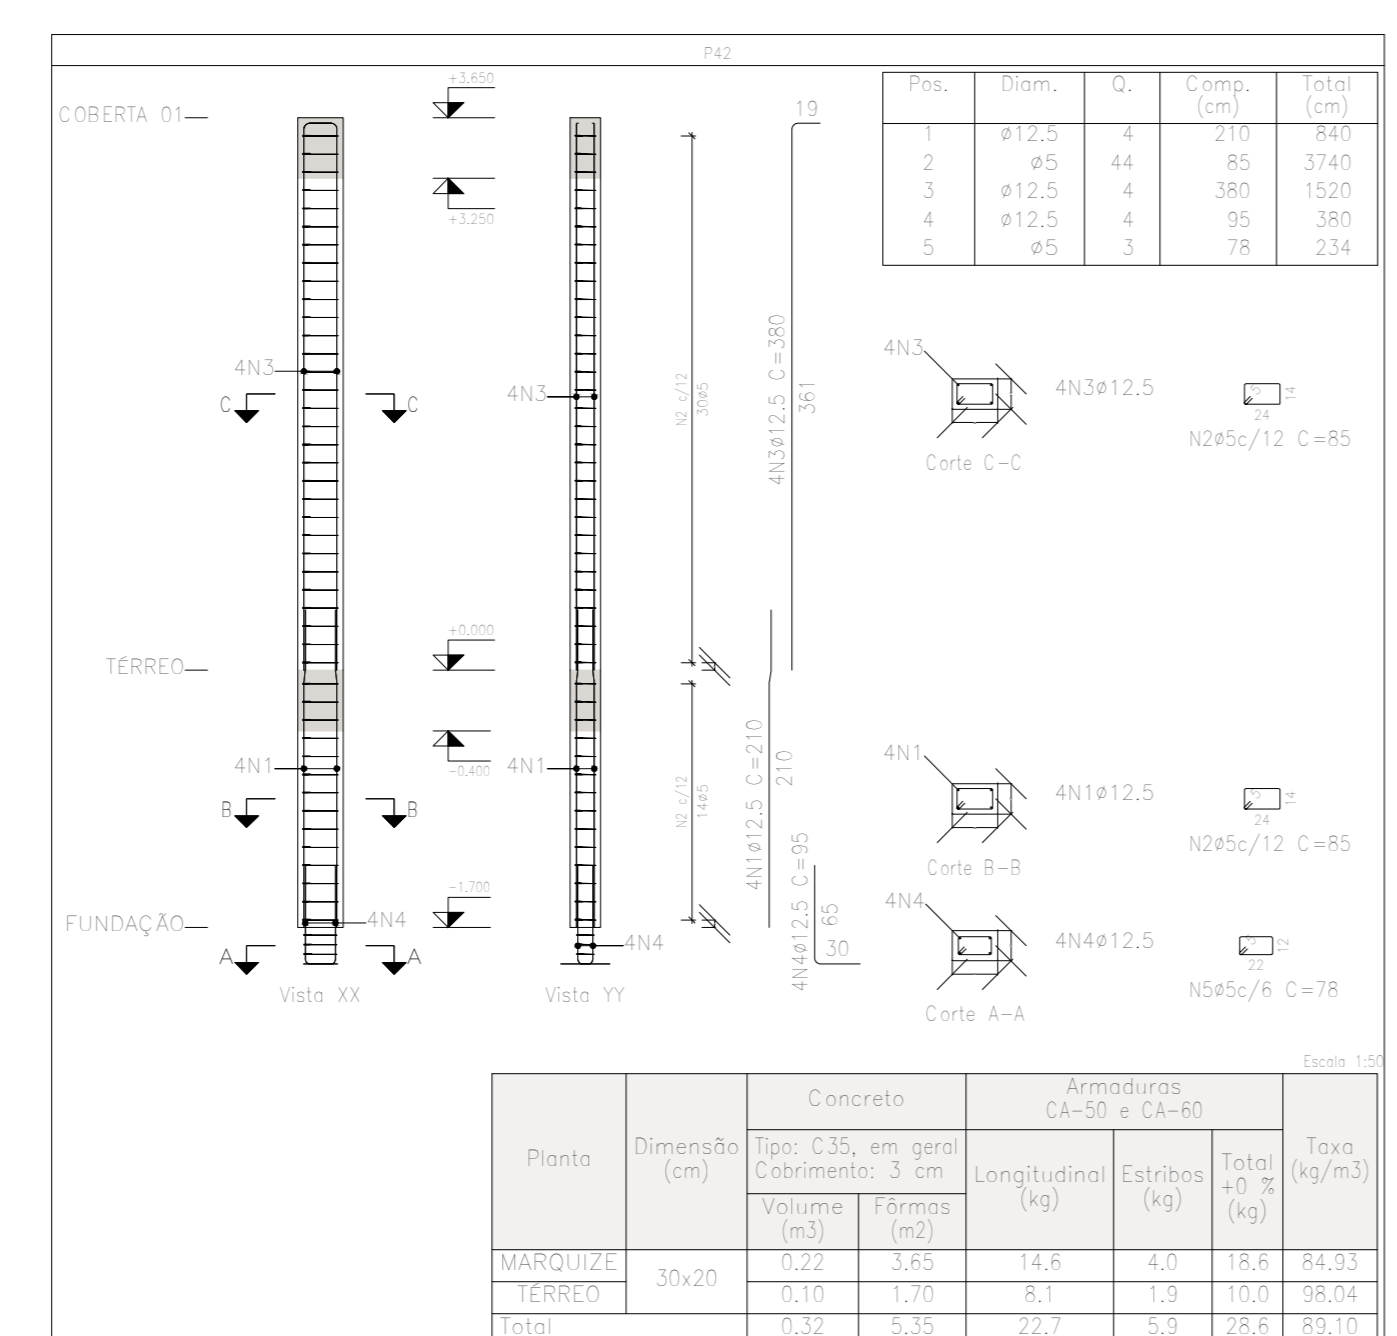 P42
COBERTA 01
+3.650
+3.250
19
Pos. Diam. Q. Comp. (cm) Total (cm)
1 ø12.5 4 210 840
2 ø5 44 85 3740
3 ø12.5 4 380 1520
4 ø12.5 4 95 380
5 ø5 3 78 234
4N3
C C
4N3
N2 c/12
30ø5
4N3ø12.5 C=380
361
4N3
4N3ø12.5
Corte C-C
5
14
24
N2ø5c/12 C=85
TÉRREO
+0.000
-0.400
4N1
4N1
B B
N2 c/12
14ø5
4N1ø12.5 C=210
210
4N1
4N1ø12.5
Corte B-B
5
14
24
N2ø5c/12 C=85
FUNDAÇÃO
-1.700
4N4
4N4
A A
Vista XX
Vista YY
4N4ø12.5 C=95
65
30
4N4
4N4ø12.5
Corte A-A
5
12
22
N5ø5c/6 C=78
Escala 1:50
Planta
Dimensão
(cm)
Concreto
Tipo: C35, em geral
Cobrimento: 3 cm
Volume
(m3)
Fôrmas
(m2)
Armaduras
CA-50 e CA-60
Longitudinal
(kg)
Estribos
(kg)
Total
+0 %
(kg)
Taxa
(kg/m3)
MARQUIZE 30x20 0.22 3.65 14.6 4.0 18.6 84.93
TÉRREO 0.10 1.70 8.1 1.9 10.0 98.04
Total 0.32 5.35 22.7 5.9 28.6 89.10